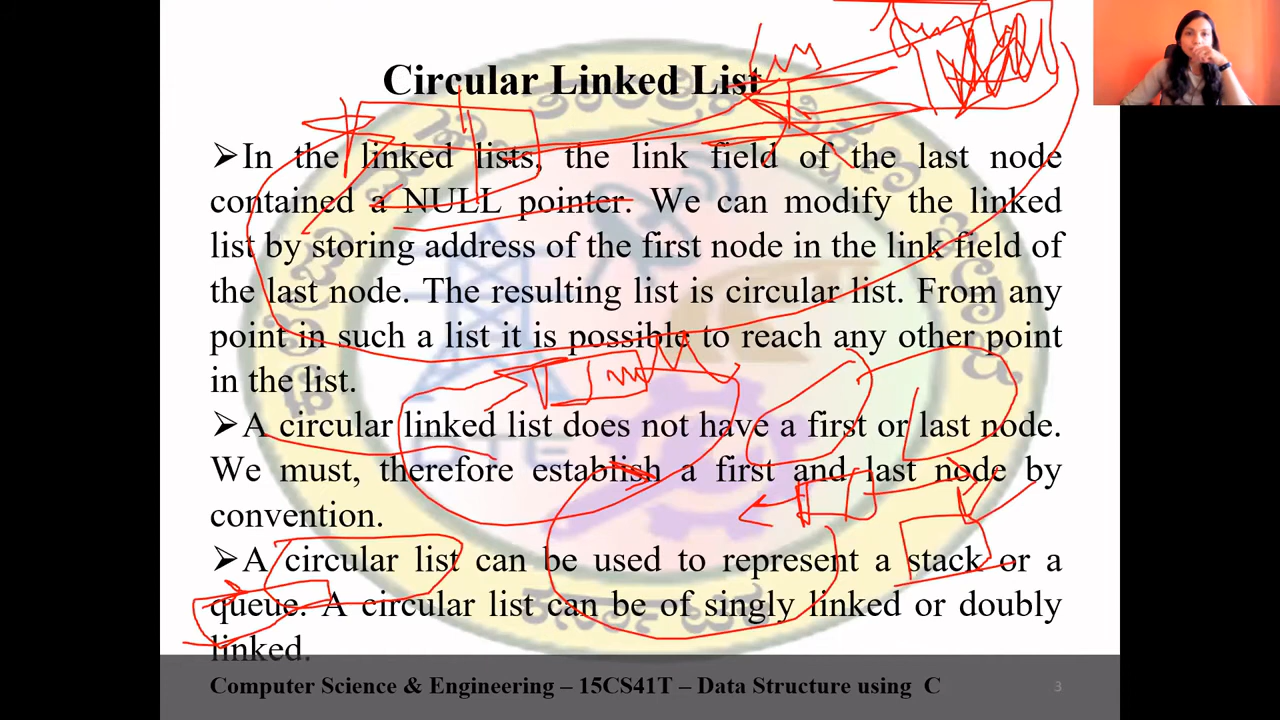 Circular Linked List
➢In the linked lists, the link field of the last node
contained a NULL pointer. We can modify the linked
list by storing address of the first node in the link field of
the last node. The resulting list is circular list. From any
point in such a list it is possible to reach any other point
in the list.
➢A circular linked list does not have a first or last node.
We must, therefore establish a first and last node by
convention.
➢A circular list can be used to represent a stack or a
queue. A circular list can be of singly linked or doubly
linked.
Computer Science & Engineering – 15CS41T – Data Structure using C
3